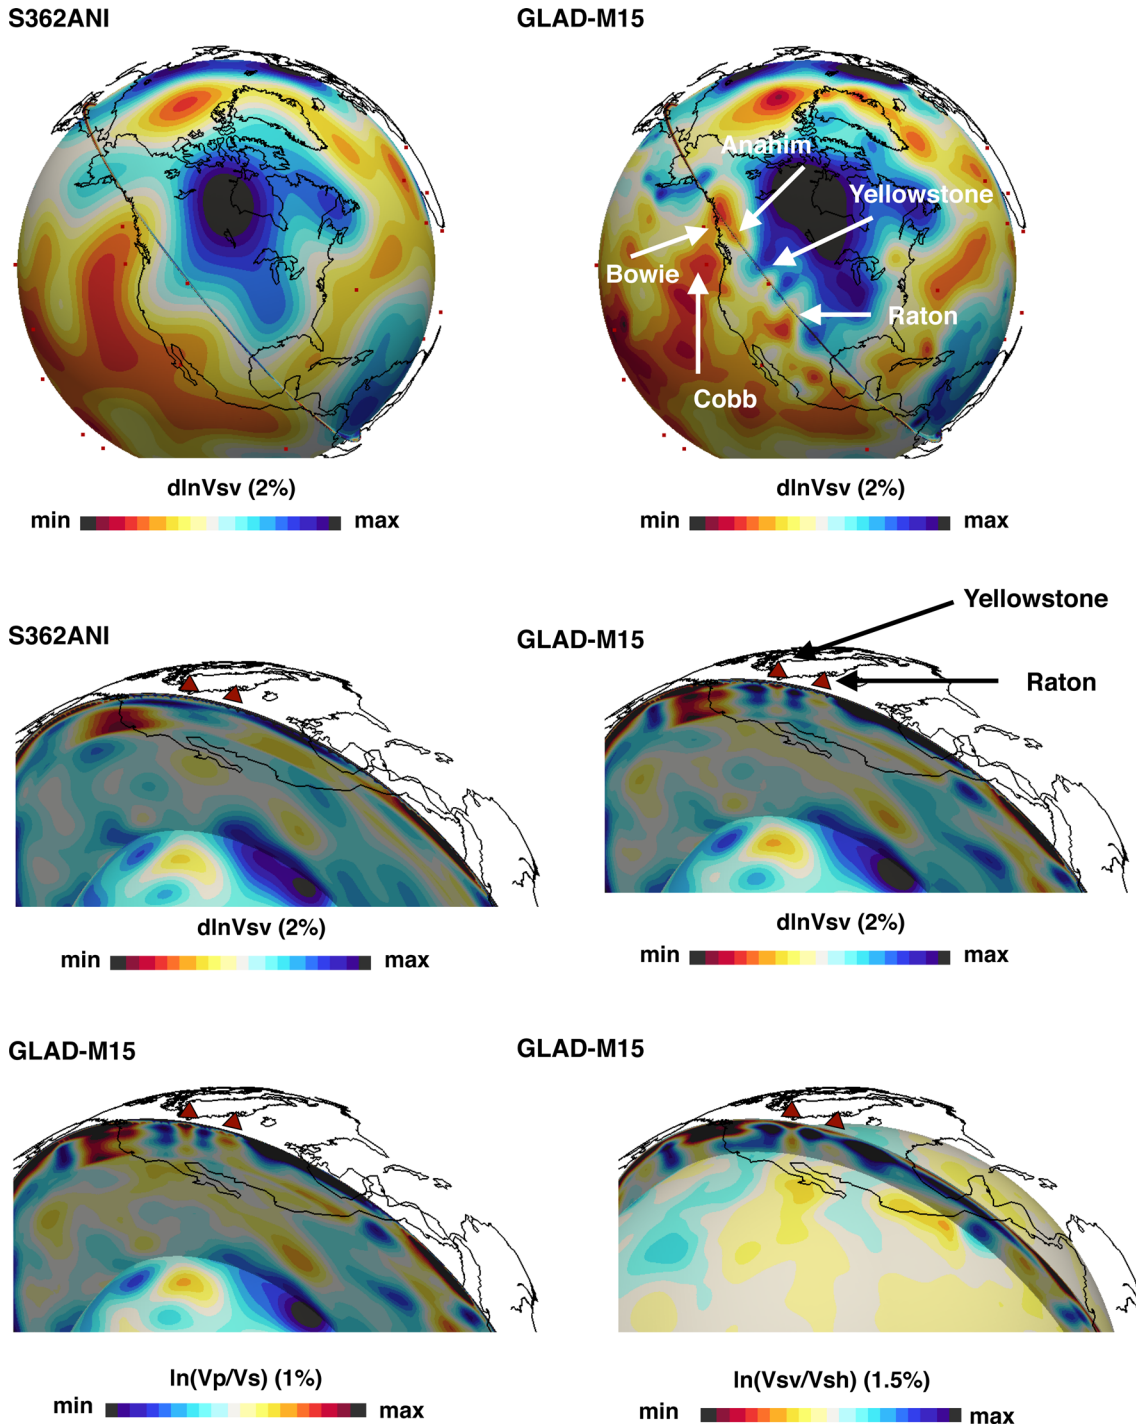 S362ANI
GLAD-M15
Anahim
Yellowstone
Bowie
Raton
Cobb
dlnVsv (2%)
min max
dlnVsv (2%)
min max
Yellowstone
S362ANI
GLAD-M15
Raton
dlnVsv (2%)
min max
dlnVsv (2%)
min max
GLAD-M15
GLAD-M15
ln(Vp/Vs) (1%)
min max
ln(Vsv/Vsh) (1.5%)
min max